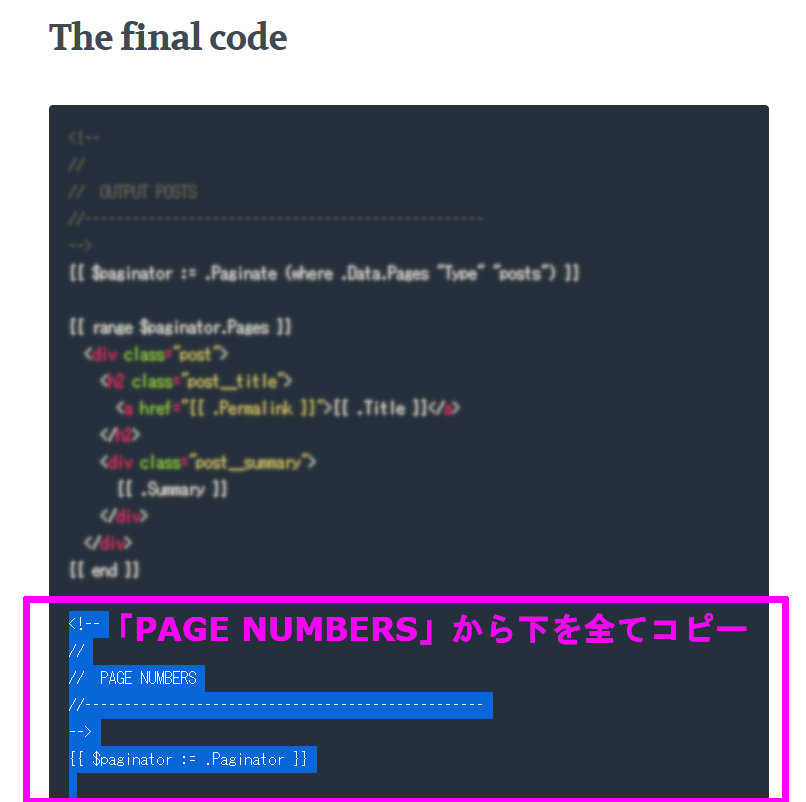 The final code
<!--
//
//  OUTPUT POSTS
//--------------------------------------------------
-->
[[ $paginator := .Paginate (where .Data.Pages "Type" "posts") ]]
[[ range $paginator.Pages ]]
<div class="post">
<h2 class="post__title">
<a href="[[ .Permalink ]]">[[ .Title ]]</a>
</h2>
<div class="post__summary">
[[ .Summary ]]
</div>
</div>
[[ end ]]
<!--
「PAGE NUMBERS」から下を全てコピー
//
//  PAGE NUMBERS
//--------------------------------------------------
-->
[[ $paginator := .Paginator ]]